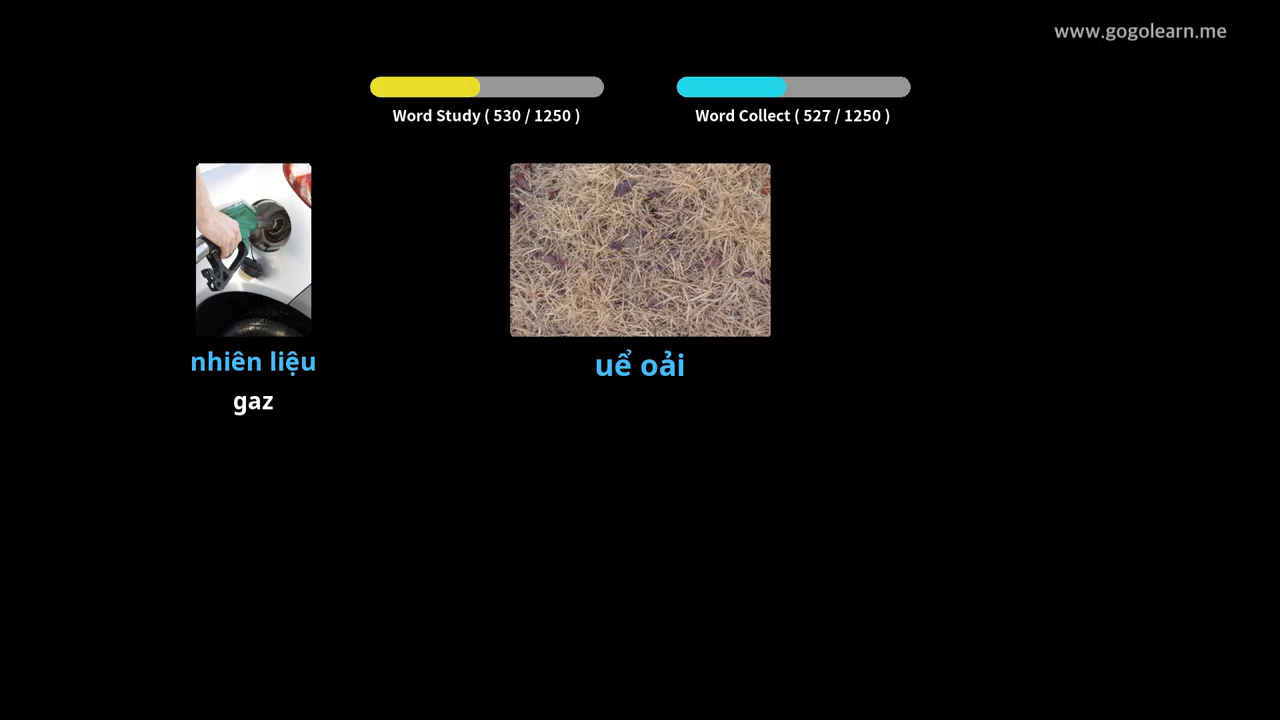 www.gogolearn.me
Word Study ( 530 / 1250 )
Word Collect ( 527 / 1250 )
nhiên liệu
gaz
uể oải